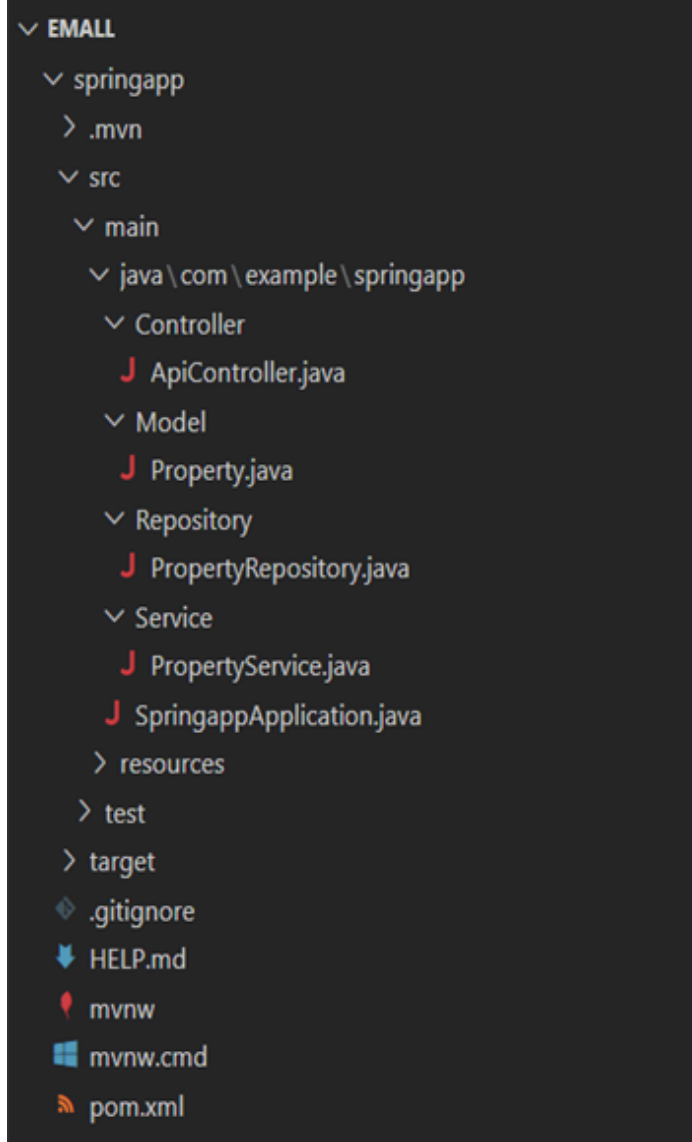 EMALL
springapp
.mvn
src
main
java\com\example\springapp
Controller
ApiController.java
Model
Property.java
Repository
PropertyRepository.java
Service
PropertyService.java
SpringappApplication.java
resources
test
target
.gitignore
HELP.md
mvnw
mvnw.cmd
pom.xml